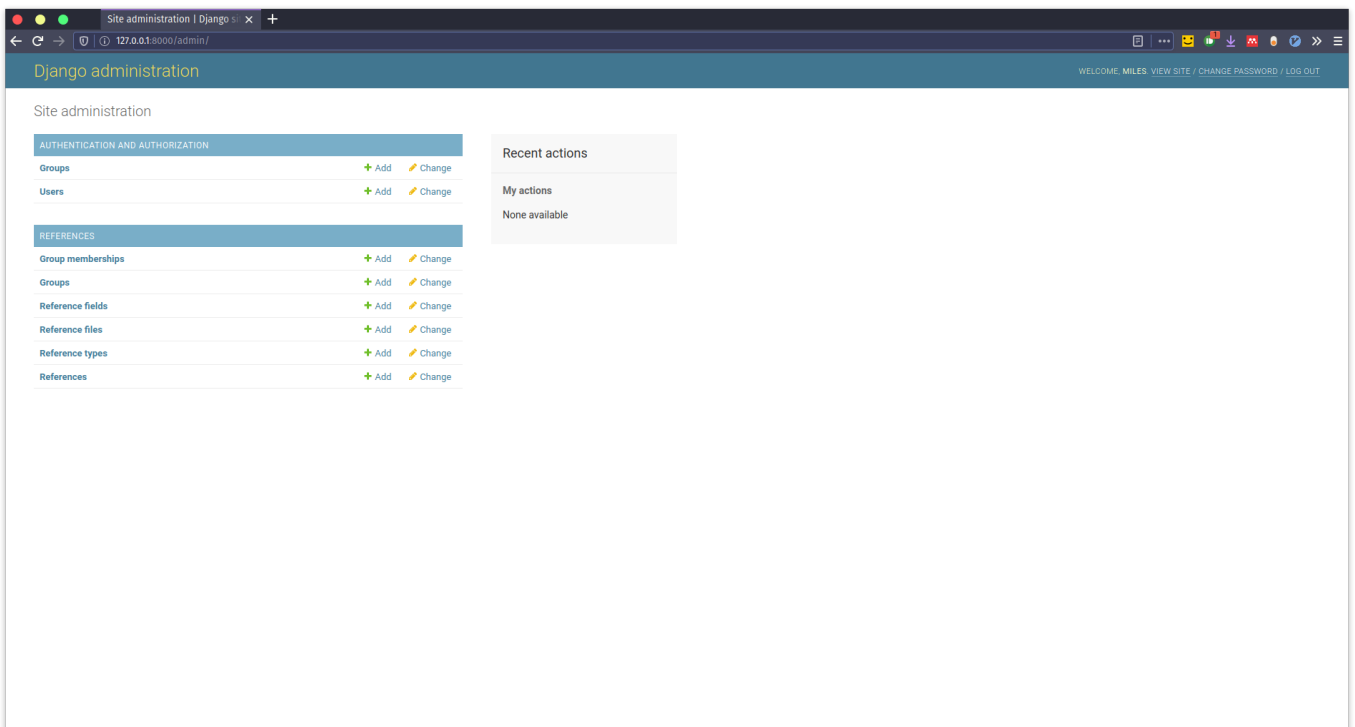 Site administration | Django si
127.0.0.1:8000/admin/
1
Django administration
WELCOME, MILES. VIEW SITE / CHANGE PASSWORD / LOG OUT
Site administration
AUTHENTICATION AND AUTHORIZATION
Groups Add Change
Users Add Change
REFERENCES
Group memberships Add Change
Groups Add Change
Reference fields Add Change
Reference files Add Change
Reference types Add Change
References Add Change
Recent actions
My actions
None available